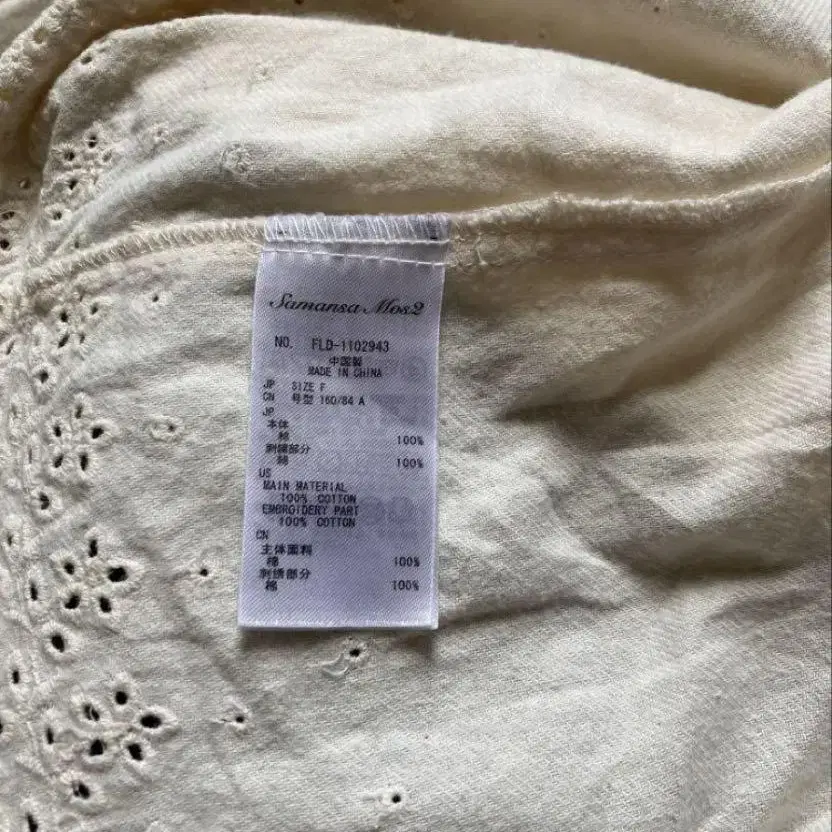 Samansa Mos2
NO. FLD-1102943
中国製
MADE IN CHINA
JP SIZE F
CN 号型 160/84 A
JP
本体
綿 100%
刺繍部分
綿 100%
US
MAIN MATERIAL
100% COTTON
EMBROIDERY PART
100% COTTON
CN
主体面料
棉 100%
刺绣部分
棉 100%